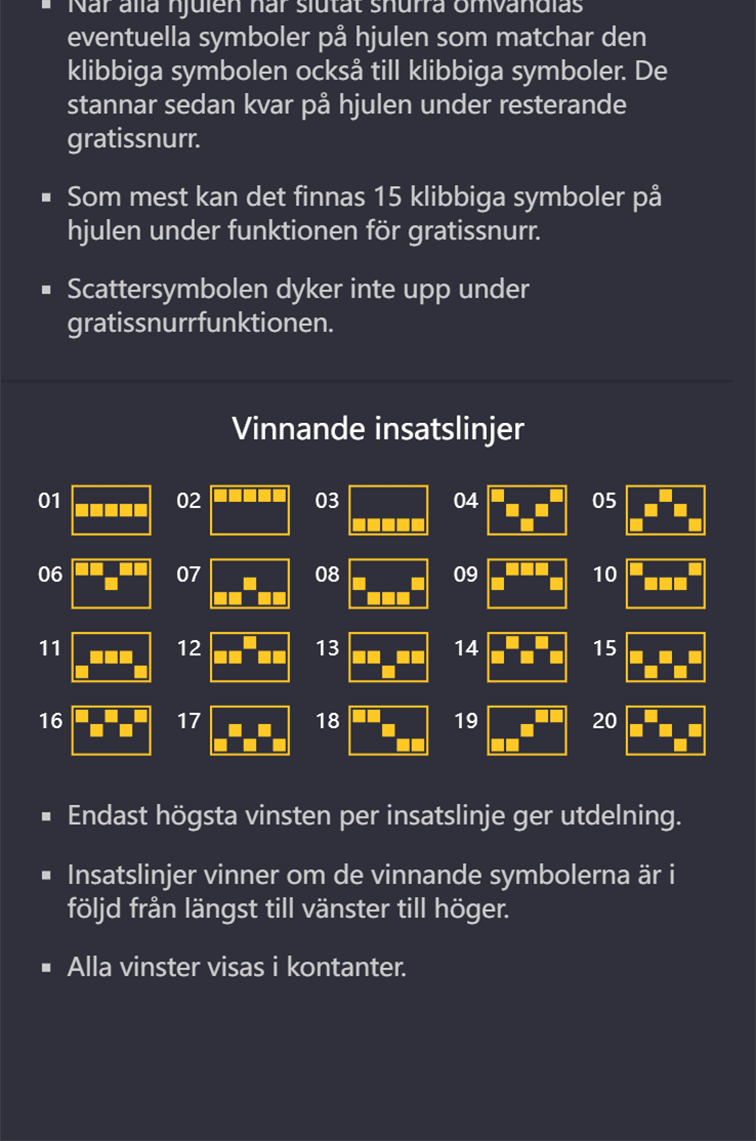 ▪ När alla hjulen har slutat snurra omvandlas
eventuella symboler på hjulen som matchar den
klibbiga symbolen också till klibbiga symboler. De
stannar sedan kvar på hjulen under resterande
gratissnurr.
▪ Som mest kan det finnas 15 klibbiga symboler på
hjulen under funktionen för gratissnurr.
▪ Scattersymbolen dyker inte upp under
gratissnurrfunktionen.
Vinnande insatslinjer
01 02 03 04 05
06 07 08 09 10
11 12 13 14 15
16 17 18 19 20
▪ Endast högsta vinsten per insatslinje ger utdelning.
▪ Insatslinjer vinner om de vinnande symbolerna är i
följd från längst till vänster till höger.
▪ Alla vinster visas i kontanter.